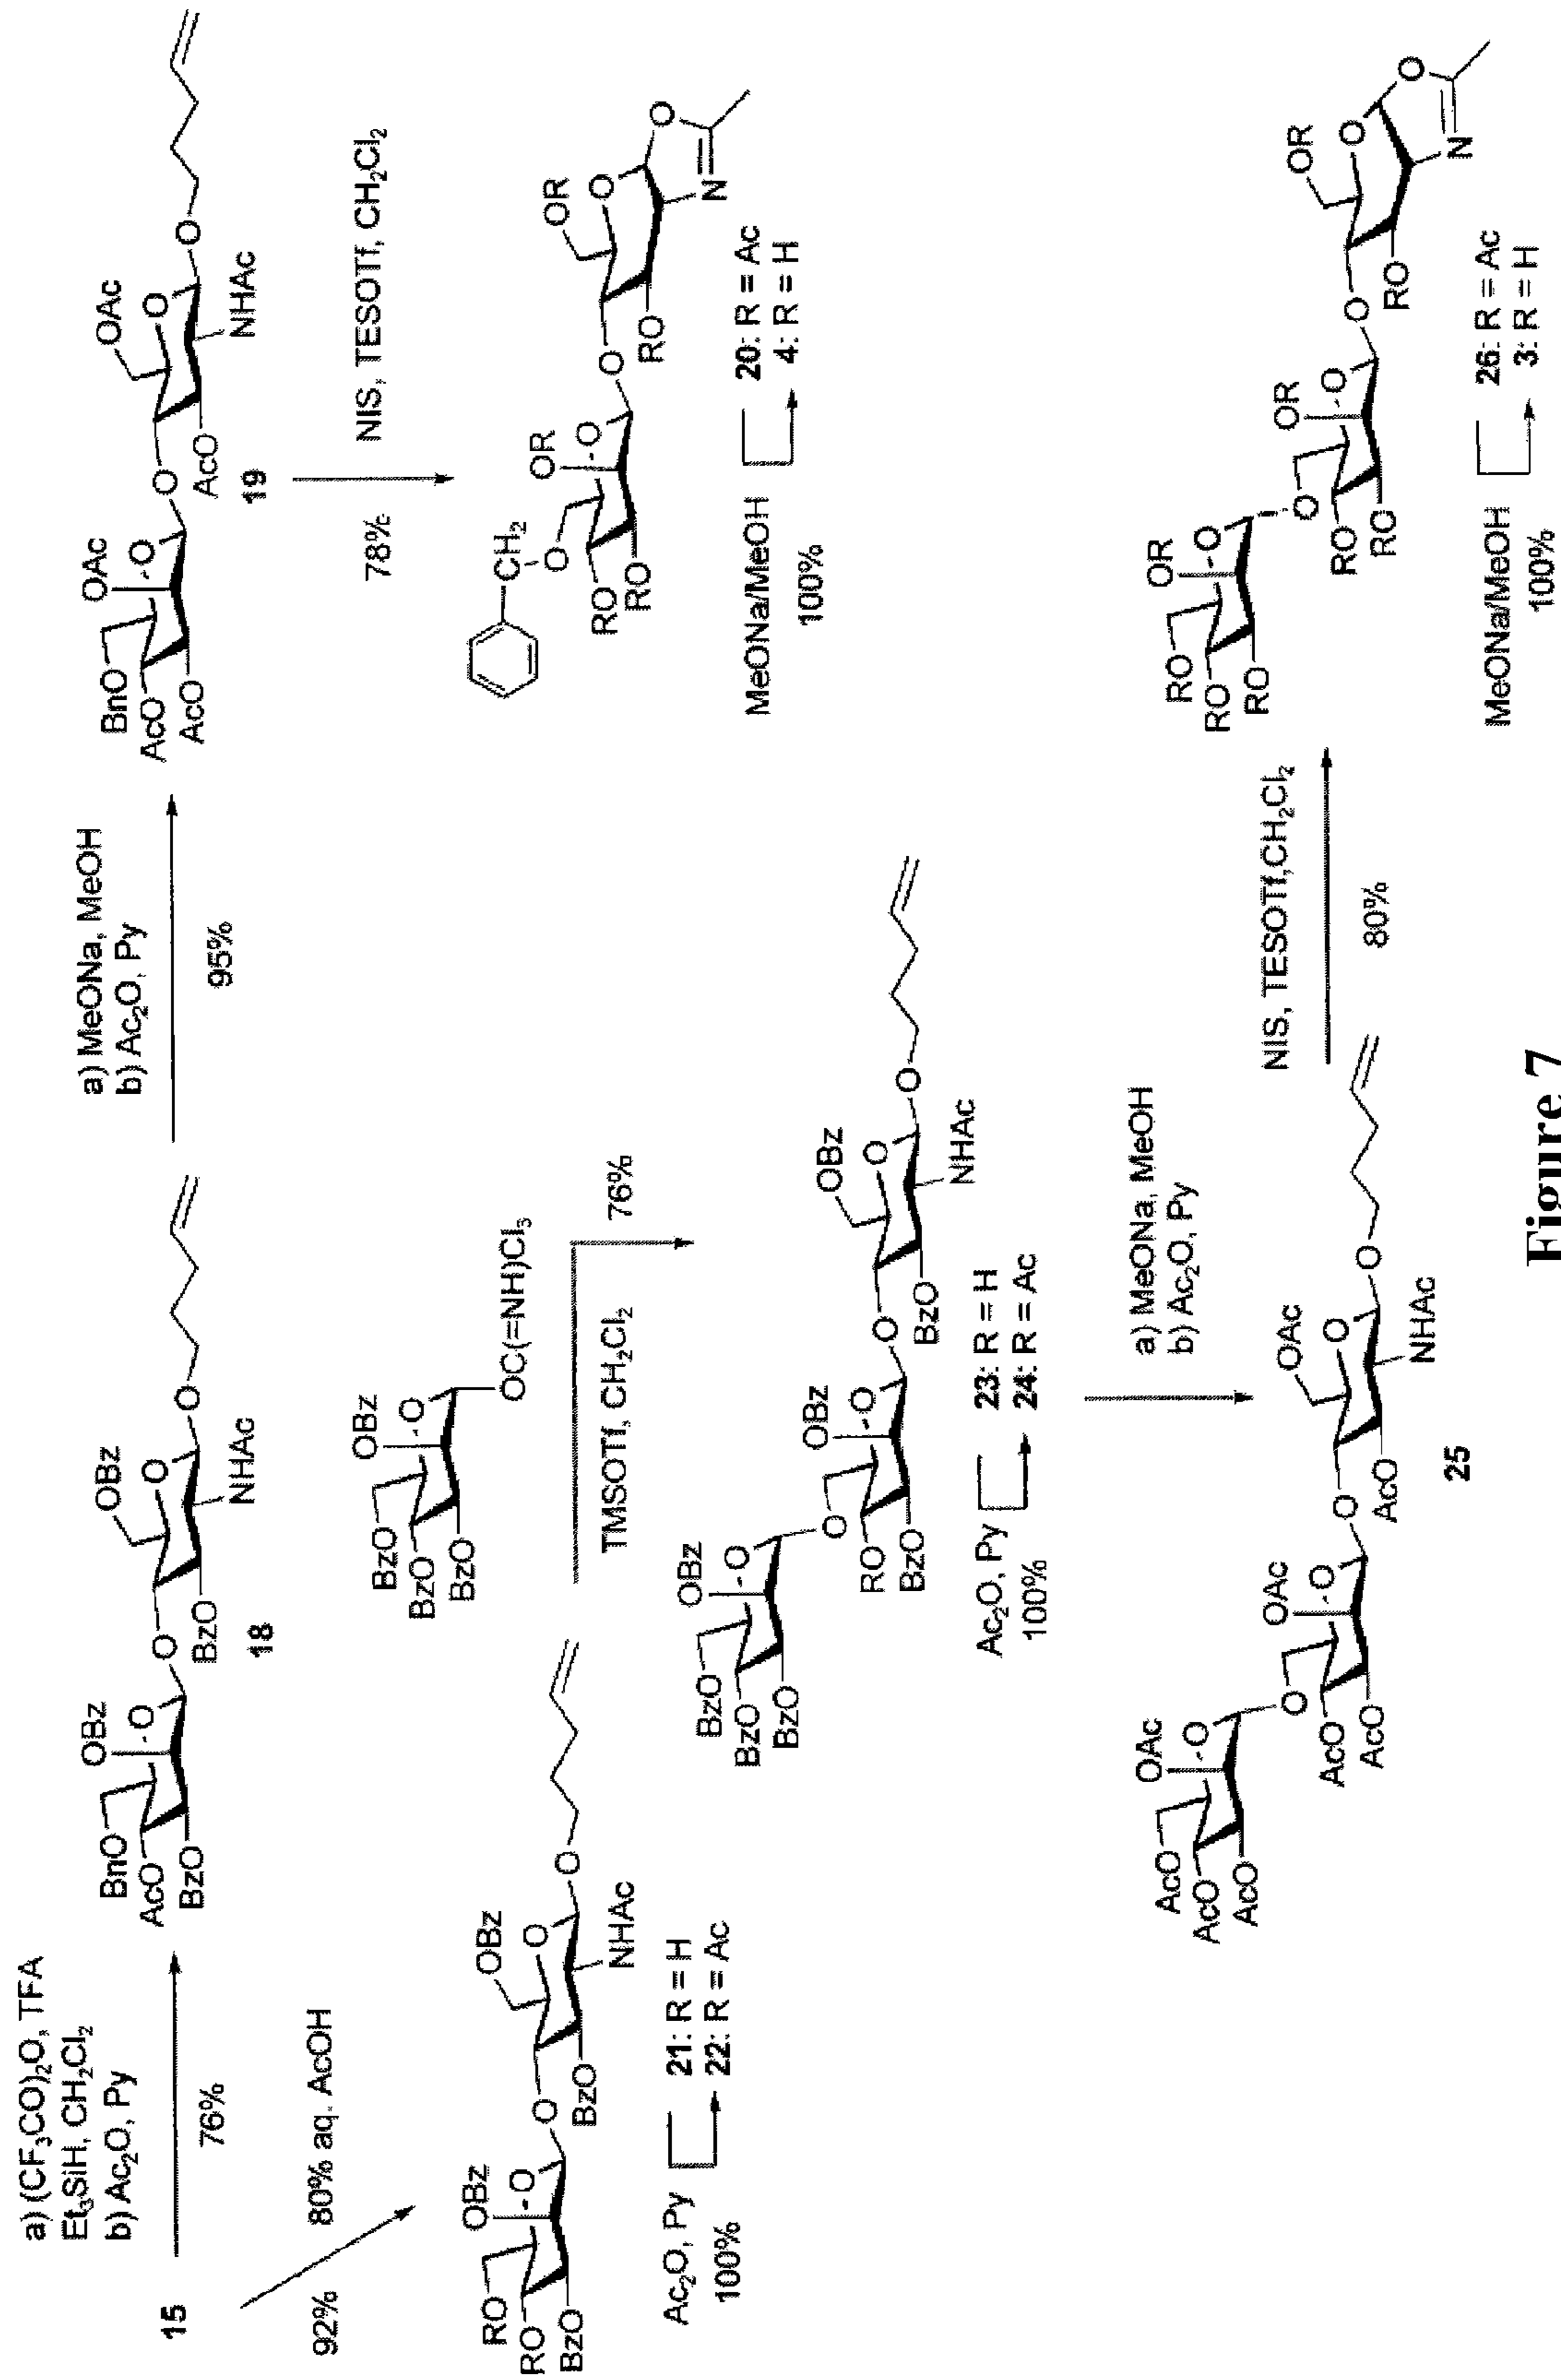 15
a) (CF₃CO)₂O, TFA
Et₃SiH, CH₂Cl₂
b) Ac₂O, Py
76%
BnO
AcO
BzO
OBz
O
O
BzO
OBz
O
NHAc
O
18
a) MeONa, MeOH
b) Ac₂O, Py
95%
BnO
AcO
AcO
OAc
O
O
AcO
OAc
O
NHAc
O
19
NIS, TESOTf, CH₂Cl₂
78%
CH₂
O
RO
RO
OR
O
O
RO
OR
O
O
N
20: R = Ac
4: R = H
MeONa/MeOH
100%
92%
80% aq. AcOH
RO
RO
BzO
OBz
O
O
BzO
OBz
O
NHAc
O
21: R = H
22: R = Ac
Ac₂O, Py
100%
BzO
BzO
BzO
OBz
O
OC(=NH)Cl₃
TMSOTf, CH₂Cl₂
76%
BzO
BzO
BzO
OBz
O
O
RO
BzO
OBz
O
O
BzO
OBz
O
NHAc
O
Ac₂O, Py
100%
23: R = H
24: R = Ac
a) MeONa, MeOH
b) Ac₂O, Py
AcO
AcO
AcO
OAc
O
O
AcO
AcO
OAc
O
O
AcO
OAc
O
NHAc
O
25
NIS, TESOTf,CH₂Cl₂
80%
RO
RO
RO
OR
O
O
RO
RO
OR
O
O
RO
OR
O
O
N
26: R = Ac
3: R = H
MeONa/MeOH
100%
Figure 7